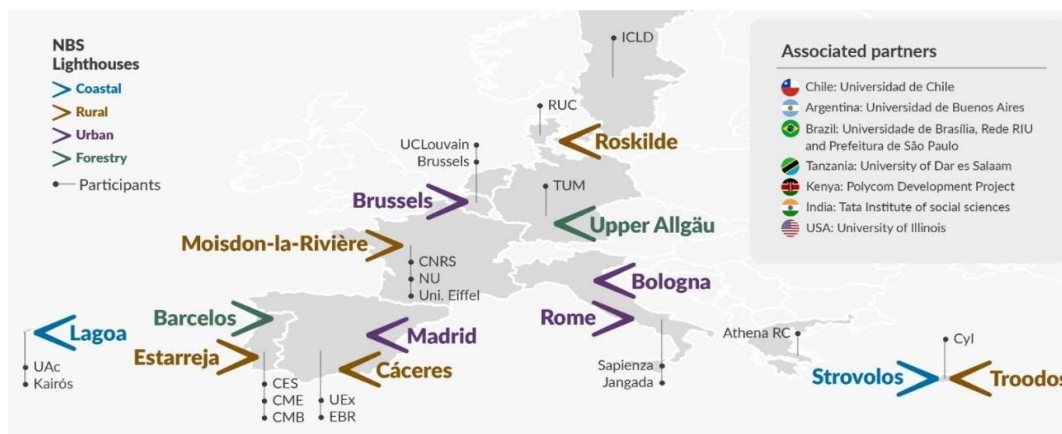 NBS
Lighthouses
Coastal
Rural
Urban
Forestry
Participants
ICLD
RUC
Roskilde
UCLouvain
Brussels
Brussels
TUM
Upper Allgäu
Moisdon-la-Rivière
CNRS
NU
Uni. Eiffel
Bologna
Rome
Barcelos
Madrid
Lagoa
Estarreja
Cáceres
UAc
Kairós
CES
CME
CMB
UEx
EBR
Sapienza
Jangada
Athena RC
CyI
Strovolos
Troodos
Associated partners
Chile: Universidad de Chile
Argentina: Universidad de Buenos Aires
Brazil: Universidade de Brasília, Rede RIU
and Prefeitura de São Paulo
Tanzania: University of Dar es Salaam
Kenya: Polycom Development Project
India: Tata Institute of social sciences
USA: University of Illinois